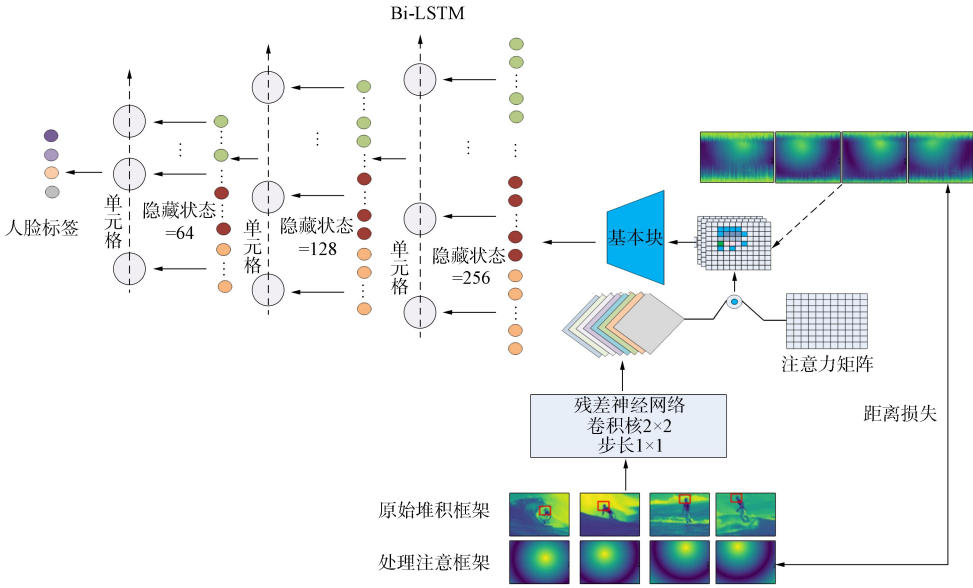 Bi-LSTM
人脸标签
单元格
隐藏状态
=64
单元格
隐藏状态
=128
单元格
隐藏状态
=256
基本块
注意力矩阵
残差神经网络
卷积核2×2
步长1×1
距离损失
原始堆积框架
处理注意框架